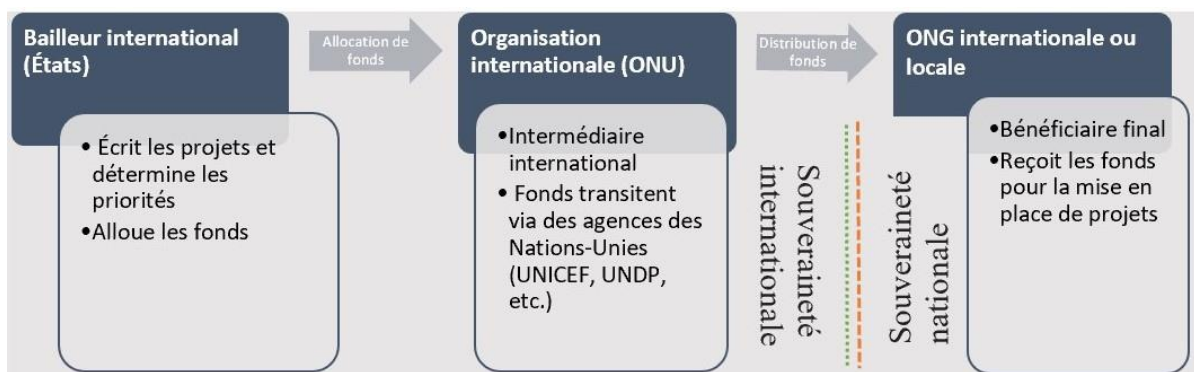 Bailleur international
(États)
• Écrit les projets et
détermine les
priorités
•Alloue les fonds
Allocation de
fonds
Organisation
internationale (ONU)
•Intermédiaire
international
• Fonds transitent
via des agences des
Nations-Unies
(UNICEF, UNDP,
etc.)
Distribution de
fonds
Souveraineté
internationale
Souveraineté
nationale
ONG internationale ou
locale
•Bénéficiaire final
•Reçoit les fonds
pour la mise en
place de projets